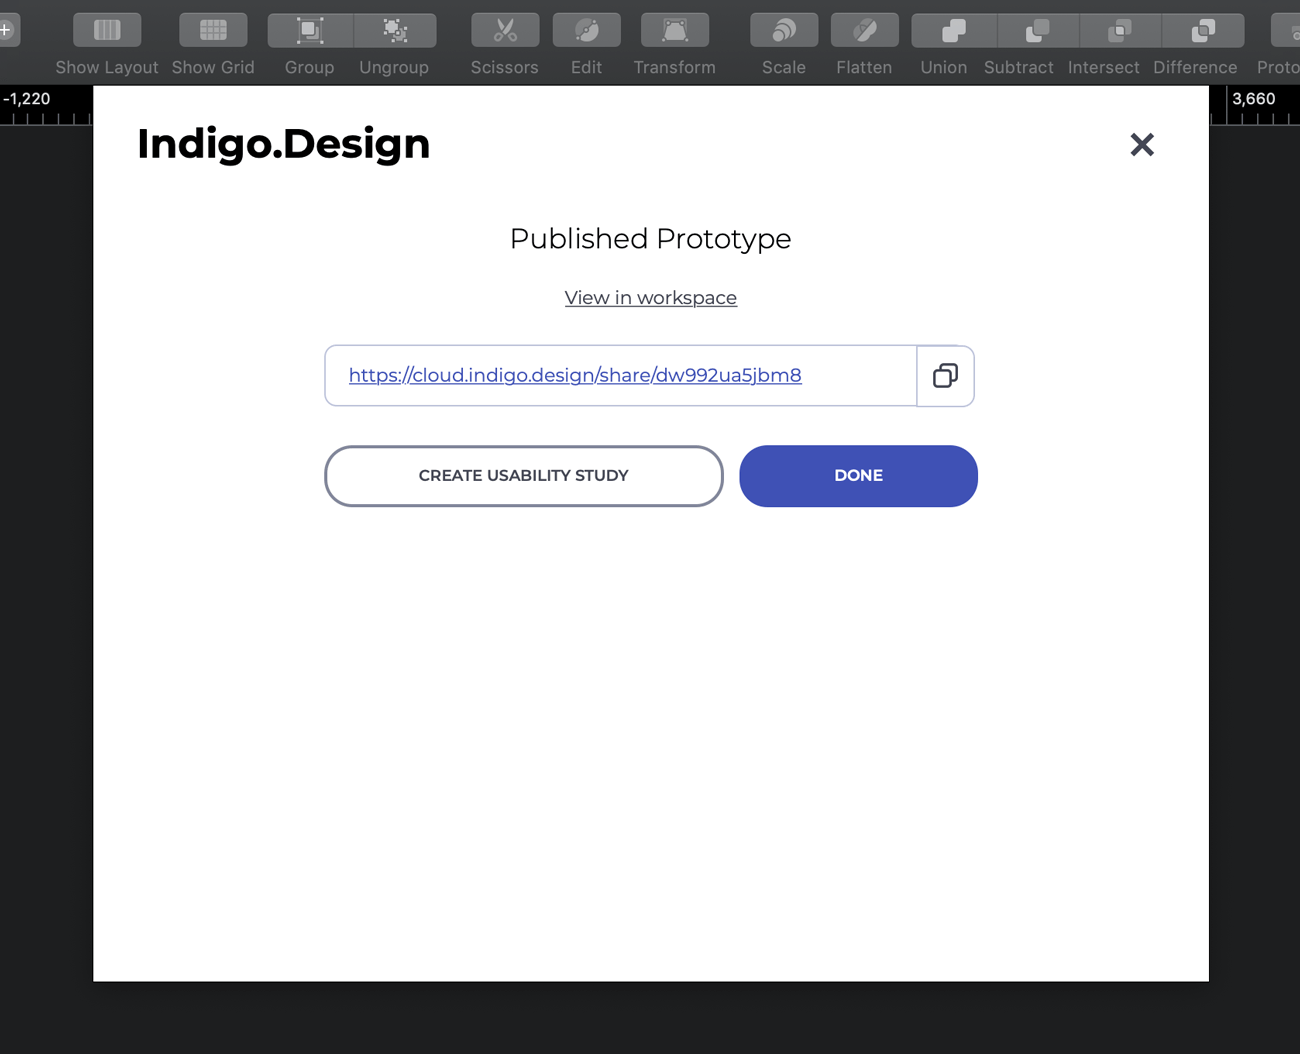 Show Layout Show Grid Group Ungroup Scissors Edit Transform Scale Flatten Union Subtract Intersect Difference Proto
-1,220 3,660
Indigo.Design
Published Prototype
View in workspace
https://cloud.indigo.design/share/dw992ua5jbm8
CREATE USABILITY STUDY DONE